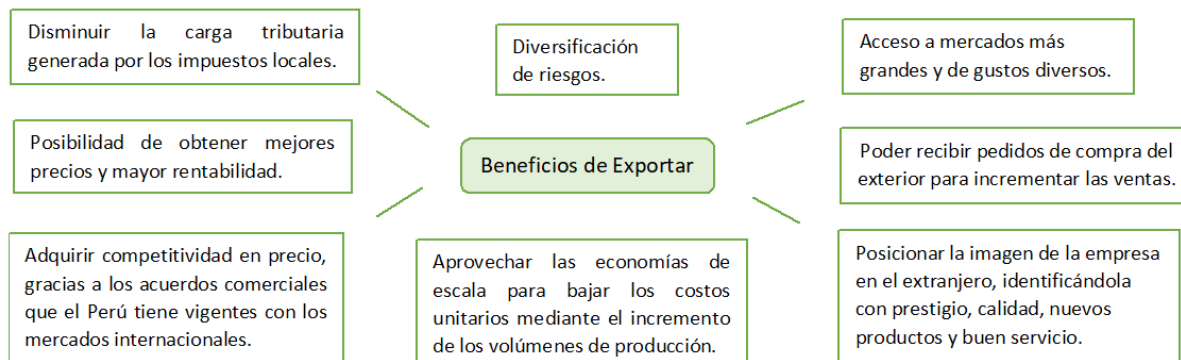 Disminuir la carga tributaria
generada por los impuestos locales.
Diversificación
de riesgos.
Acceso a mercados más
grandes y de gustos diversos.
Posibilidad de obtener mejores
precios y mayor rentabilidad.
Beneficios de Exportar
Poder recibir pedidos de compra del
exterior para incrementar las ventas.
Adquirir competitividad en precio,
gracias a los acuerdos comerciales
que el Perú tiene vigentes con los
mercados internacionales.
Aprovechar las economías de
escala para bajar los costos
unitarios mediante el incremento
de los volúmenes de producción.
Posicionar la imagen de la empresa
en el extranjero, identificándola
con prestigio, calidad, nuevos
productos y buen servicio.